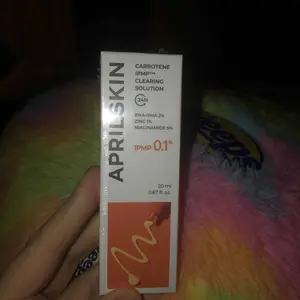 APRILSKIN
CARROTENE
IPMP™
CLEARING
SOLUTION
24H
BHA+PHA 2%
ZINC 1%
NIACINAMIDE 5%
IPMP 0.1%
20 ml
0.67 fl. oz.